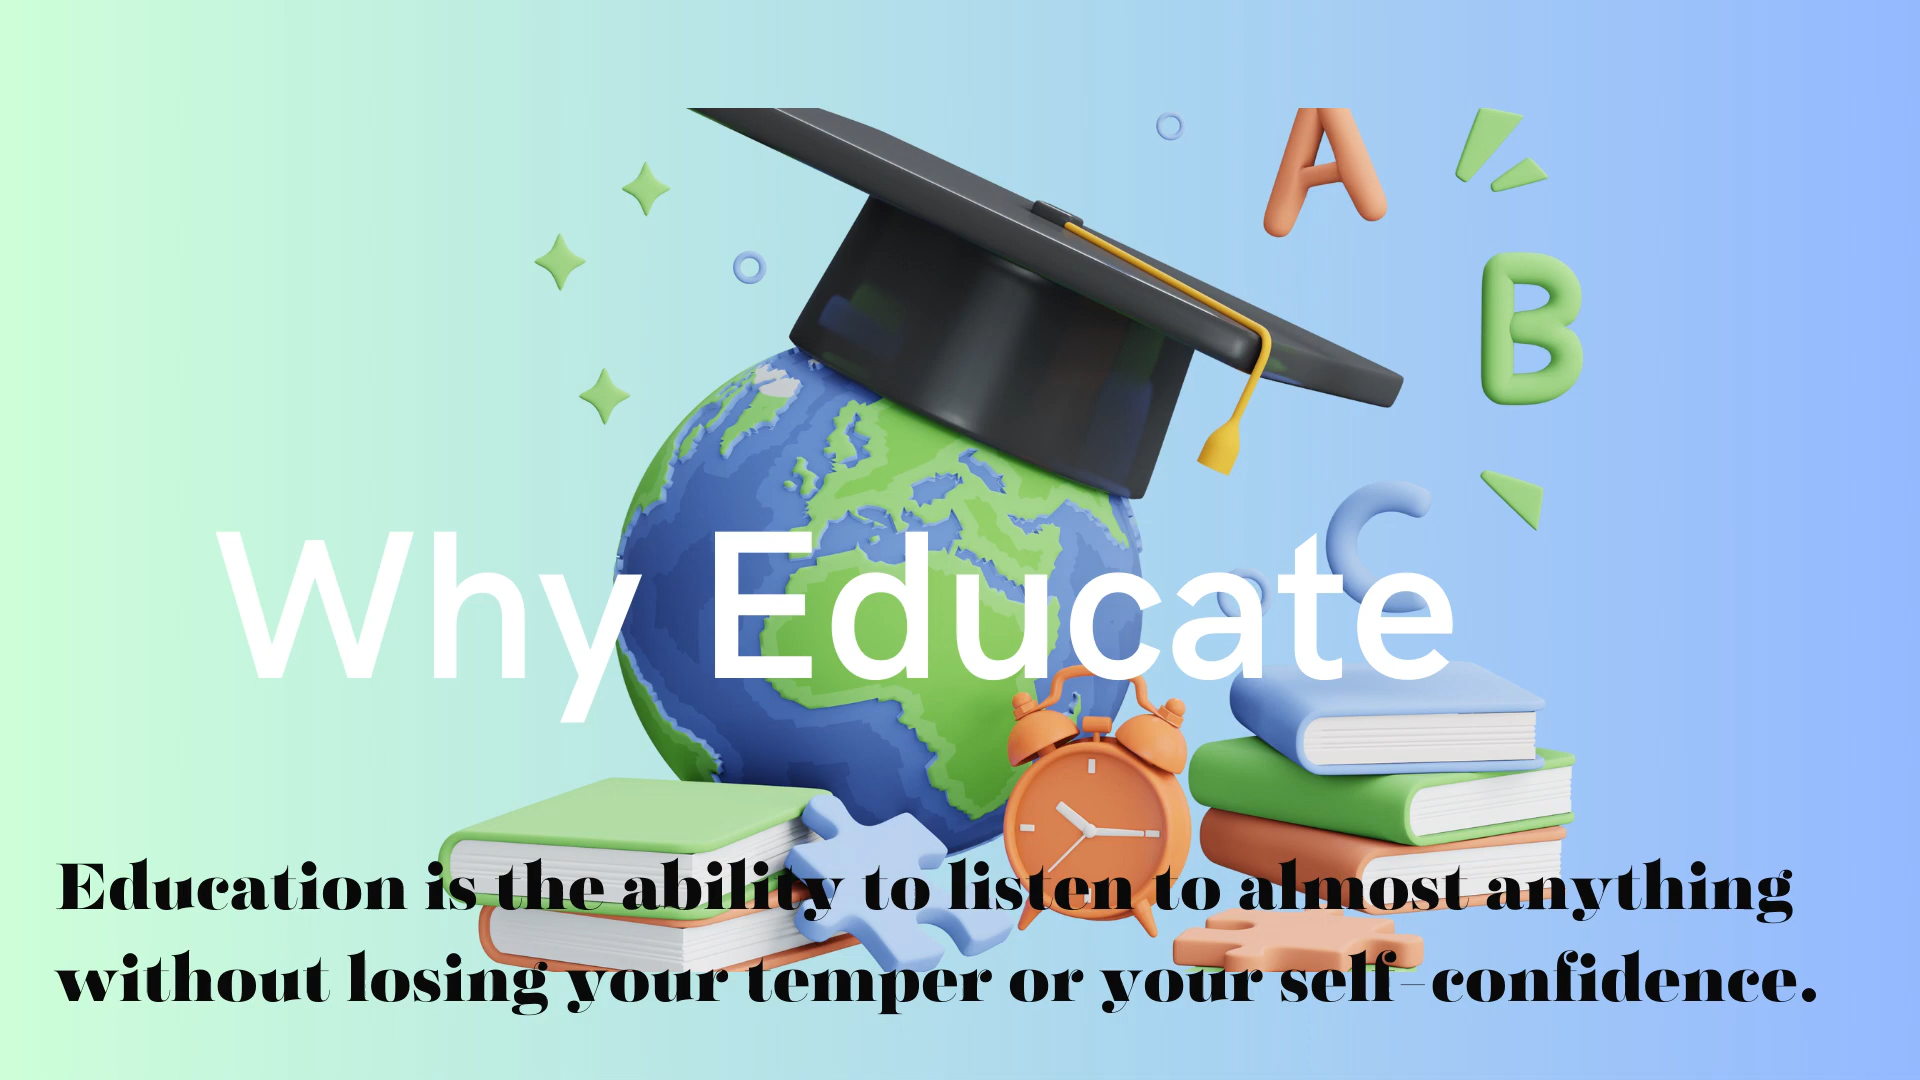 A
B
C
Why Educate
Education is the ability to listen to almost anything
without losing your temper or your self-confidence.